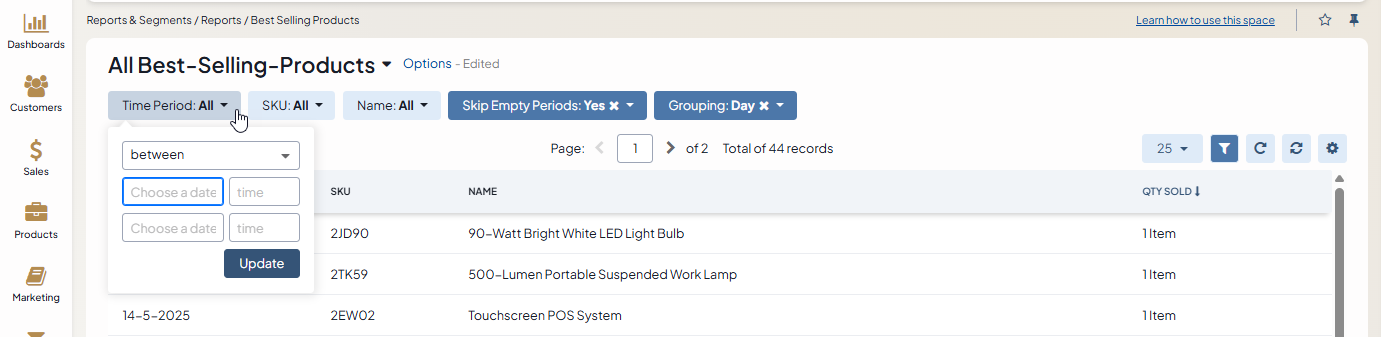 Reports & Segments / Reports / Best Selling Products
Learn how to use this space
Dashboards
Customers
Sales
Products
Marketing
All Best-Selling-Products
Options - Edited
Time Period: All
SKU: All
Name: All
Skip Empty Periods: Yes
Grouping: Day
between
Choose a date time
Choose a date time
Update
Page: 1 of 2 Total of 44 records
25
SKU NAME QTY SOLD
2JD90 90-Watt Bright White LED Light Bulb 1 Item
2TK59 500-Lumen Portable Suspended Work Lamp 1 Item
14-5-2025 2EW02 Touchscreen POS System 1 Item